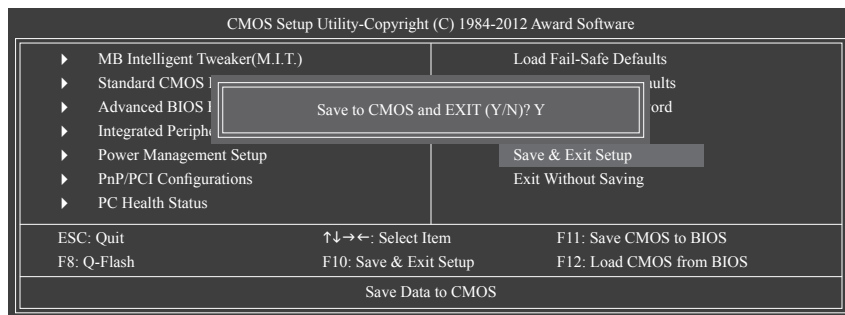 CMOS Setup Utility-Copyright (C) 1984-2012 Award Software
▶ MB Intelligent Tweaker(M.I.T.)
▶ Standard CMOS
▶ Advanced BIOS
▶ Integrated
▶ Power Management Setup
▶ PnP/PCI Configurations
▶ PC Health Status
Load Fail-Safe Defaults
Save & Exit Setup
Exit Without Saving
Save to CMOS and EXIT (Y/N)? Y
ESC: Quit ↑↓→←: Select Item F11: Save CMOS to BIOS
F8: Q-Flash F10: Save & Exit Setup F12: Load CMOS from BIOS
Save Data to CMOS